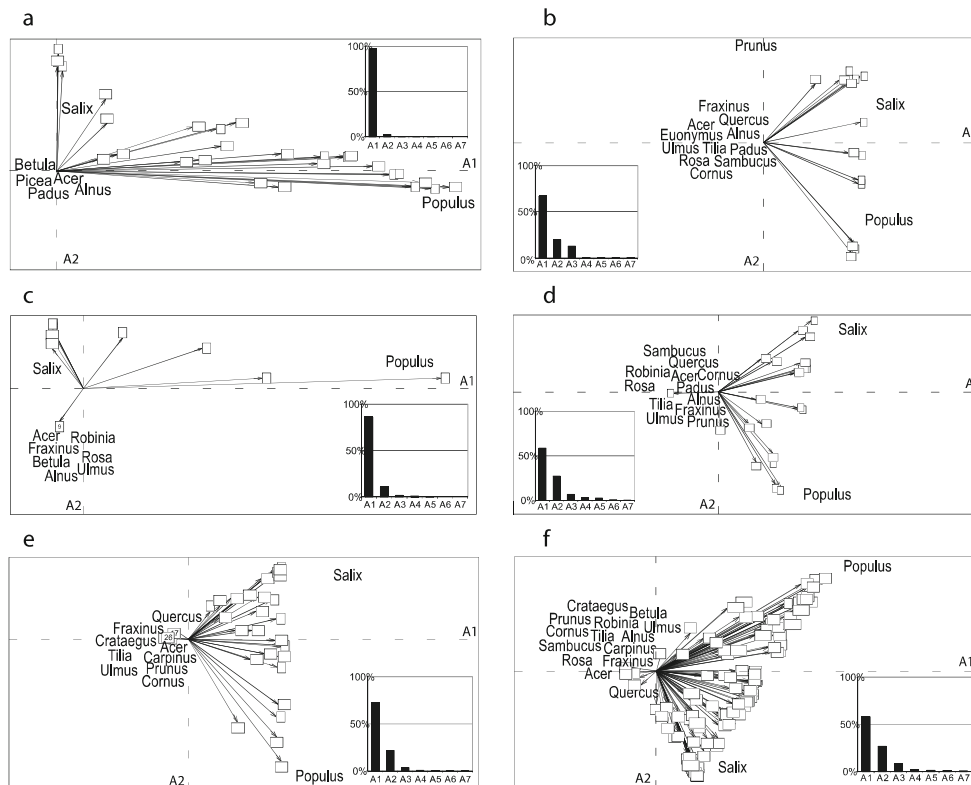 a
100%
50%
0%
A1 A2 A3 A4 A5 A6 A7
Salix
Betula
A1
Picea Acer
Padus Alnus
Populus
A2
b
Prunus
Fraxinus
Salix
Acer Quercus
Euonymus Alnus
A
Ulmus Tilia Padus
Rosa Sambucus
Cornus
100%
50%
0%
A1 A2 A3 A4 A5 A6 A7
Populus
A2
c
Salix
Populus
A1
9
Acer Robinia
Fraxinus
Betula Rosa
Alnus Ulmus
100%
50%
0%
A1 A2 A3 A4 A5 A6 A7
A2
d
Salix
Sambucus
Quercus
Robinia Acer Cornus
Rosa Padus
A
Tilia Alnus
Fraxinus
Ulmus Prunus
100%
50%
0%
A1 A2 A3 A4 A5 A6 A7
Populus
A2
e
Salix
Quercus
Fraxinus
A1
Crataegus Acer
Tilia Carpinus
Ulmus Prunus
Cornus
100%
50%
0%
A1 A2 A3 A4 A5 A6 A7
A2
Populus
f
Populus
Crataegus Betula
Prunus Robinia Ulmus
Cornus Tilia Alnus
Sambucus Carpinus
Rosa Fraxinus
Acer
A1
Quercus
100%
50%
0%
A1 A2 A3 A4 A5 A6 A7
Salix
A2